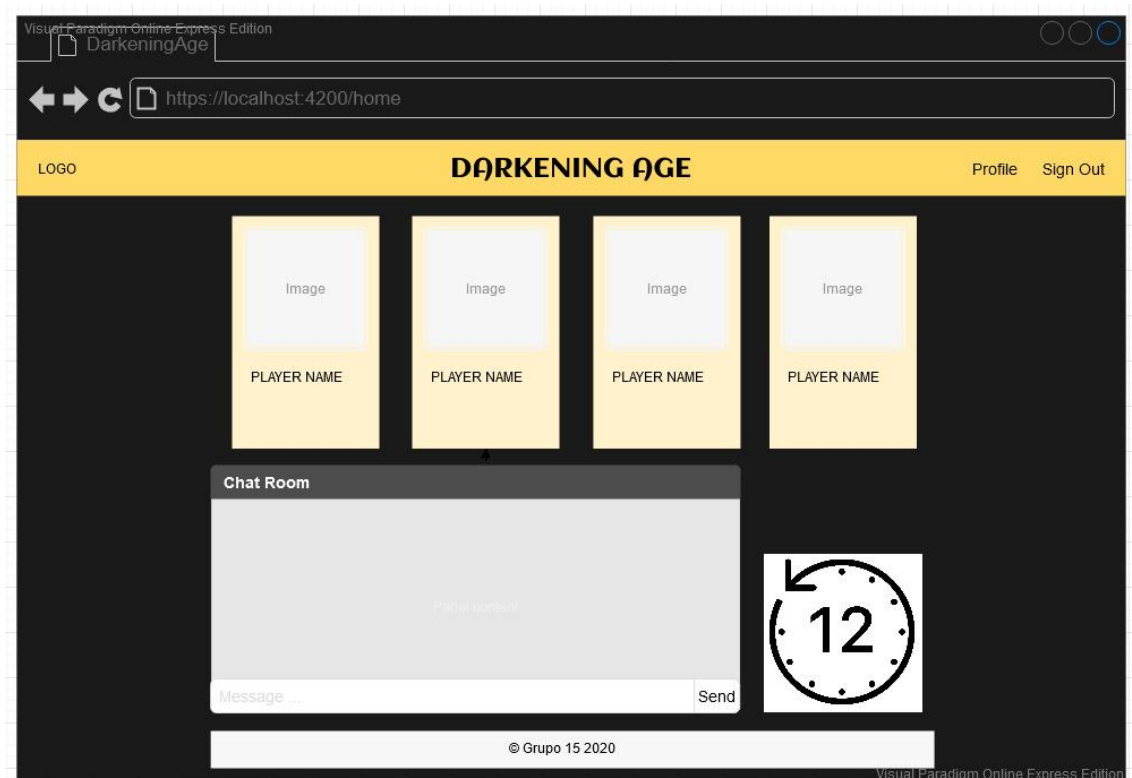 Visual Paradigm Online Express Edition
DarkeningAge
https://localhost:4200/home
LOGO
DARKENING AGE
Profile
Sign Out
Image
Image
Image
Image
PLAYER NAME
PLAYER NAME
PLAYER NAME
PLAYER NAME
Chat Room
Panel content
12
Message ...
Send
© Grupo 15 2020
Visual Paradigm Online Express Edition